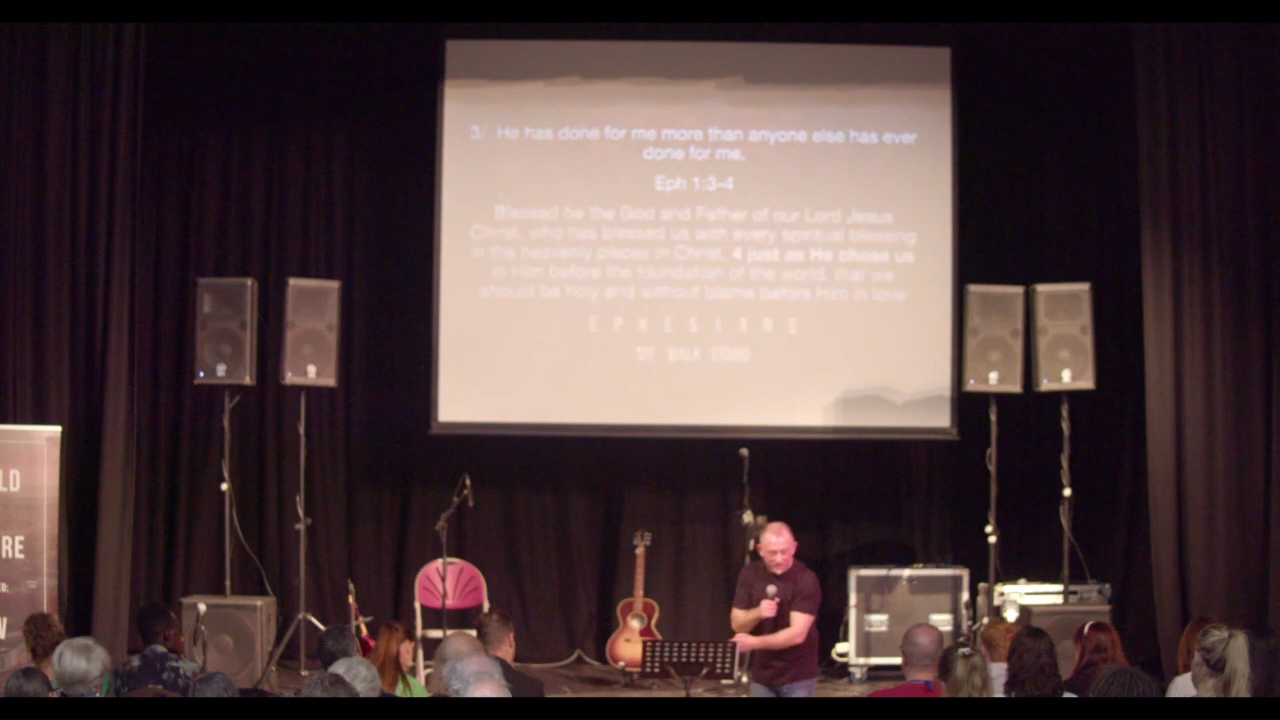 3/. He has done for me more than anyone else has ever
done for me.
Eph 1:3-4
Blessed be the God and Father of our Lord Jesus
Christ, who has blessed us with every spiritual blessing
in the heavenly places in Christ, 4 just as He chose us
in Him before the foundation of the world, that we
should be holy and without blame before Him in love
EPHESIANS
SIT WALK STAND
LD
RE